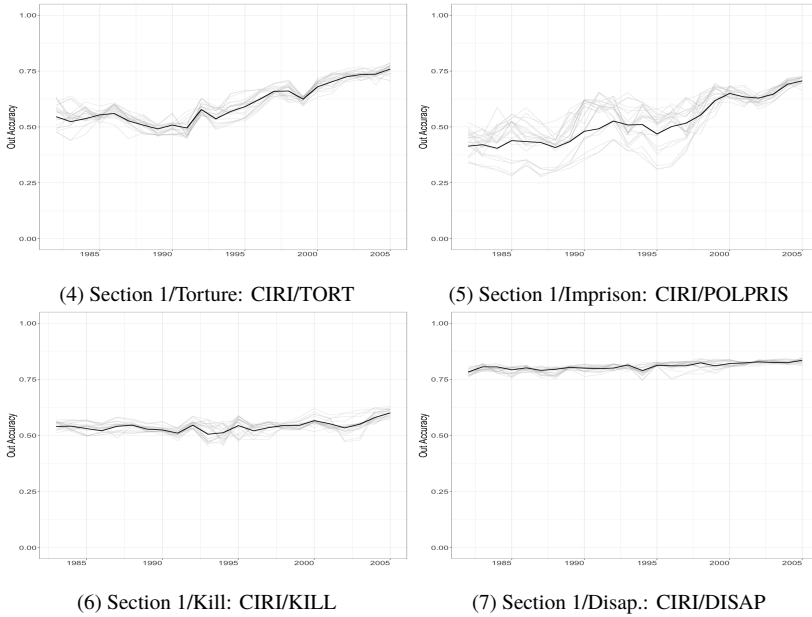 1.00
0.75
0.50
0.25
0.00
Out Accuracy
1985 1990 1995 2000 2005
(4) Section 1/Torture: CIRI/TORT
1.00
0.75
0.50
0.25
0.00
Out Accuracy
1985 1990 1995 2000 2005
(5) Section 1/Imprison: CIRI/POLPRIS
1.00
0.75
0.50
0.25
0.00
Out Accuracy
1985 1990 1995 2000 2005
(6) Section 1/Kill: CIRI/KILL
1.00
0.75
0.50
0.25
0.00
Out Accuracy
1985 1990 1995 2000 2005
(7) Section 1/Disap.: CIRI/DISAP